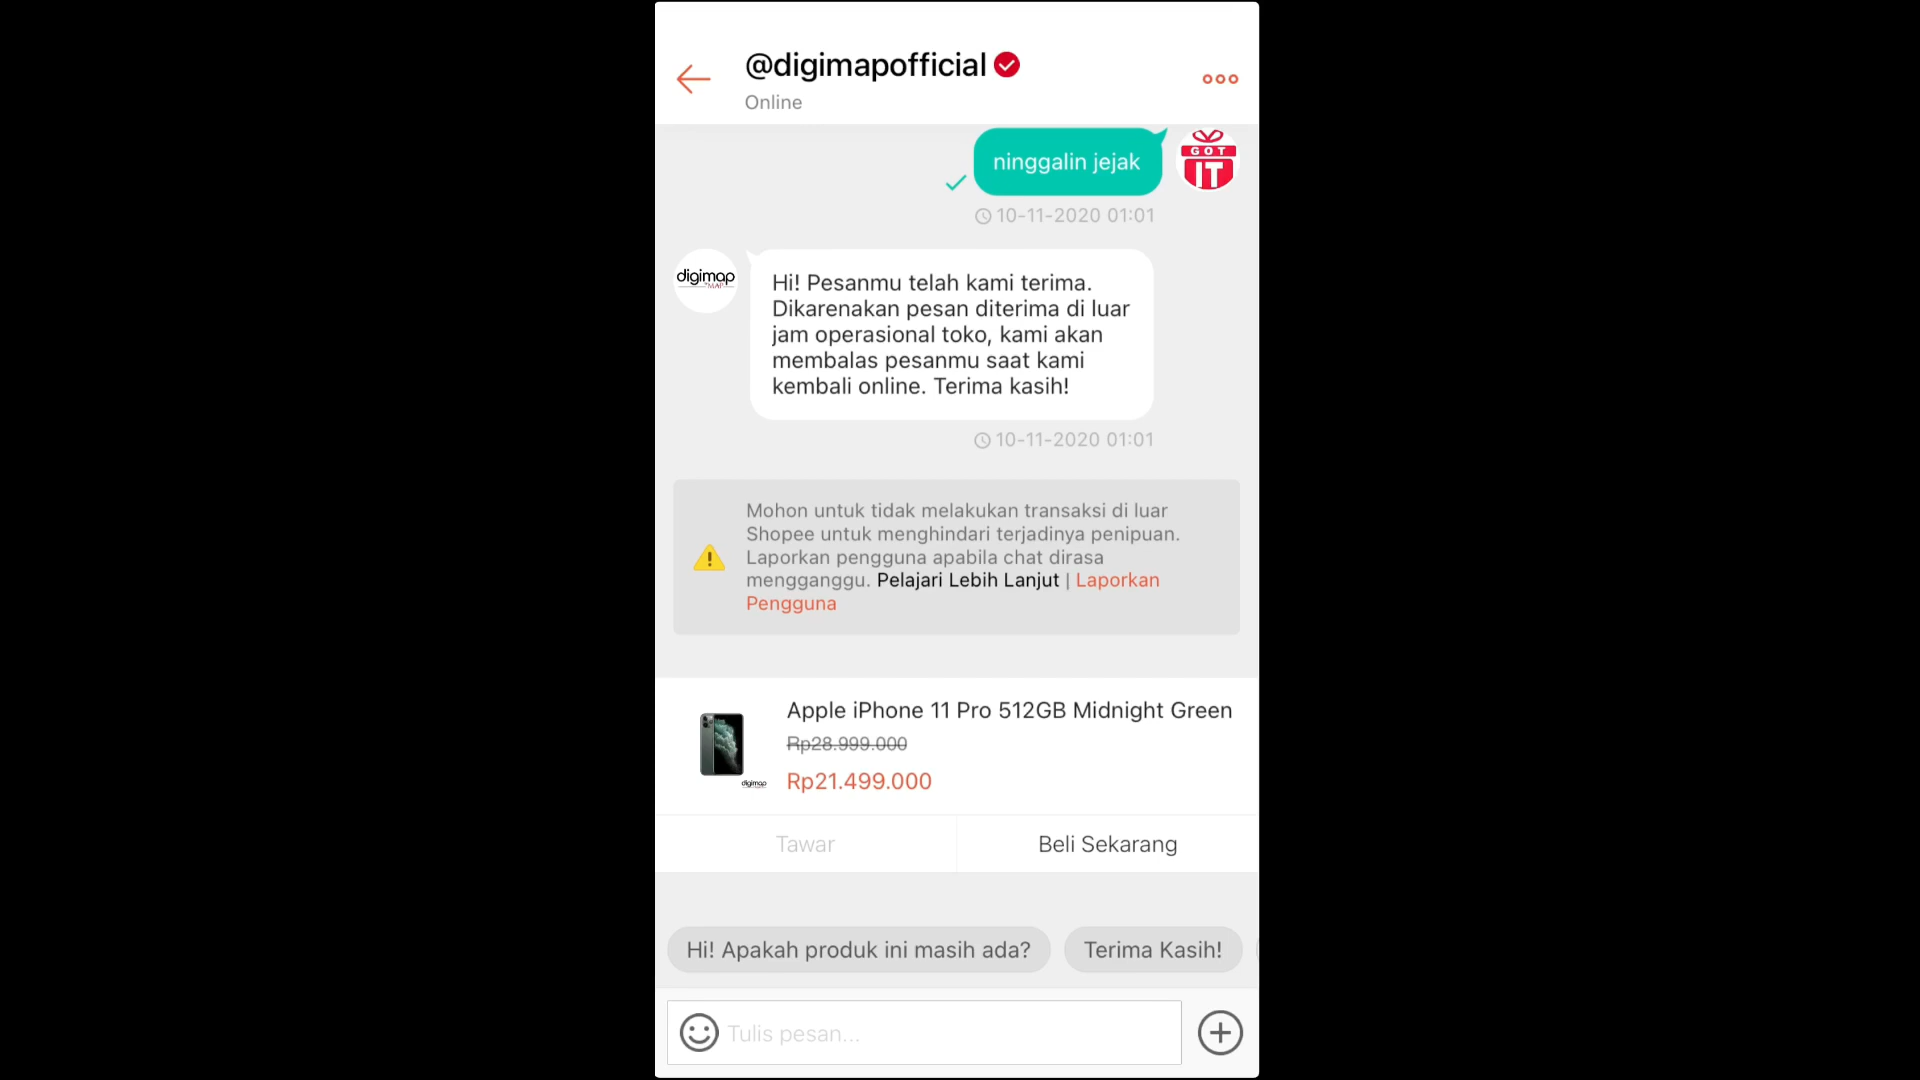 @digimapofficial
Online
ninggalin jejak
GOT
IT
10-11-2020 01:01
digimap
MAP
Hi! Pesanmu telah kami terima.
Dikarenakan pesan diterima di luar
jam operasional toko, kami akan
membalas pesanmu saat kami
kembali online. Terima kasih!
10-11-2020 01:01
Mohon untuk tidak melakukan transaksi di luar
Shopee untuk menghindari terjadinya penipuan.
Laporkan pengguna apabila chat dirasa
mengganggu. Pelajari Lebih Lanjut | Laporkan
Pengguna
Apple iPhone 11 Pro 512GB Midnight Green
Rp28.999.000
digimap
Rp21.499.000
Tawar
Beli Sekarang
Hi! Apakah produk ini masih ada?
Terima Kasih!
Tulis pesan...